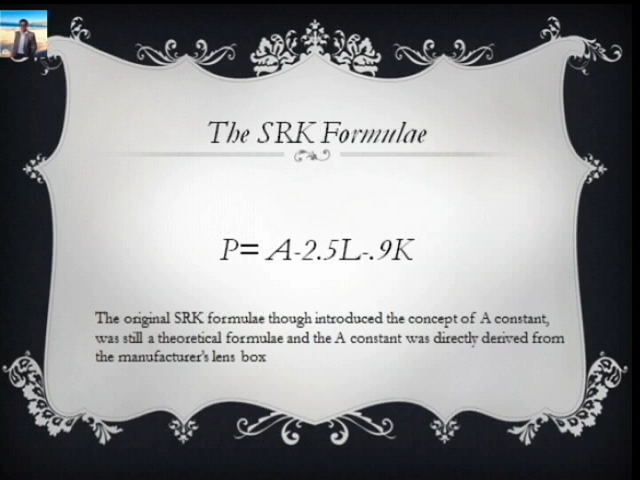 The SRK Formulae
P= A-2.5L-.9K
The original SRK formulae though introduced the concept of A constant,
was still a theoretical formulae and the A constant was directly derived from
the manufacturer's lens box